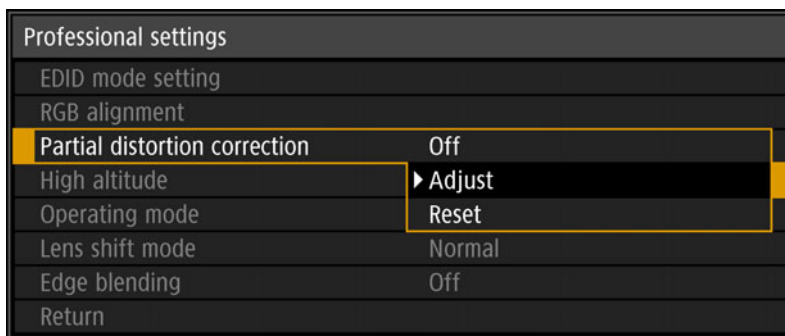 Professional settings
EDID mode setting
RGB alignment
Partial distortion correction Off
High altitude Adjust
Operating mode Reset
Lens shift mode Normal
Edge blending Off
Return